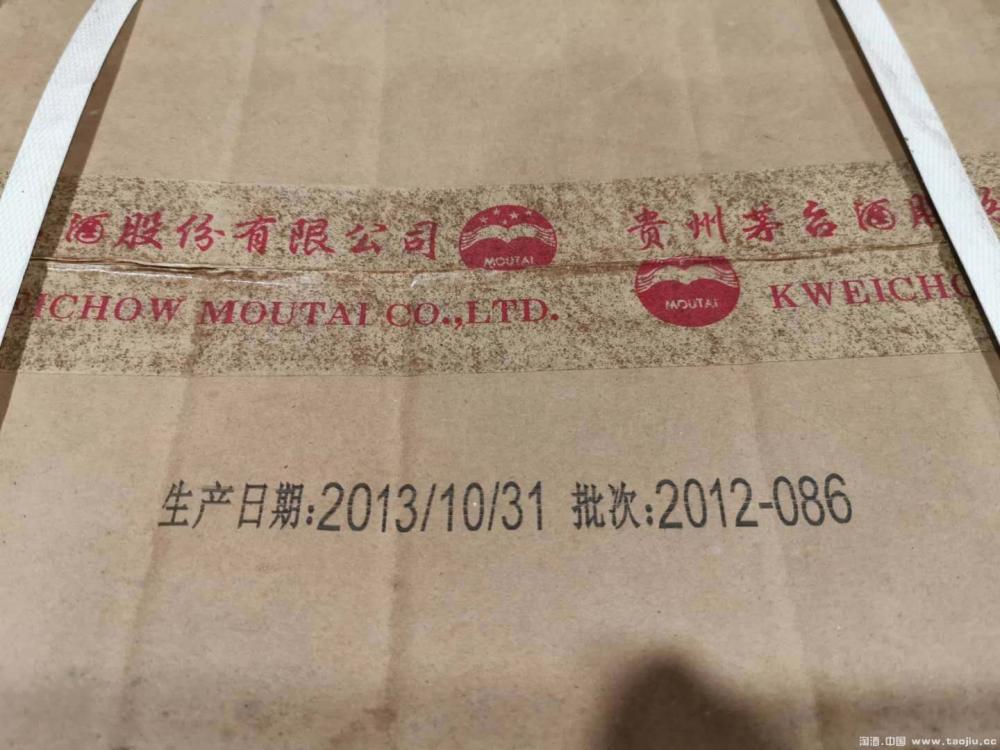 酒股份有限公司 MOUTAI 贵州茅台酒股
EICHOW MOUTAI CO.,LTD. MOUTAI KWEICHO
生产日期:2013/10/31 批次:2012-086
淘酒.中国 www.taojiu.cc